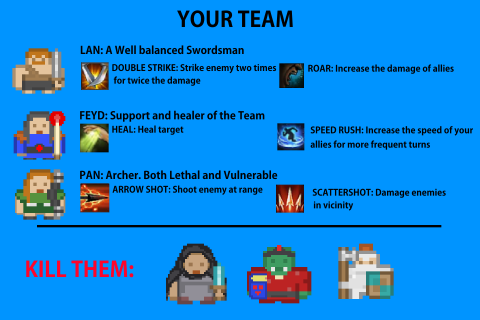 YOUR TEAM
LAN: A Well balanced Swordsman
DOUBLE STRIKE: Strike enemy two times
for twice the damage
ROAR: Increase the damage of allies
FEYD: Support and healer of the Team
HEAL: Heal target
SPEED RUSH: Increase the speed of your
allies for more frequent turns
PAN: Archer. Both Lethal and Vulnerable
ARROW SHOT: Shoot enemy at range
SCATTERSHOT: Damage enemies
in vicinity
KILL THEM: